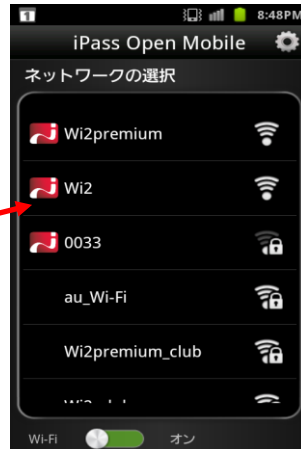 1
8:48PM
iPass Open Mobile
ネットワークの選択
Wi2premium
Wi2
0033
au_Wi-Fi
Wi2premium_club
Wi-Fi
オン